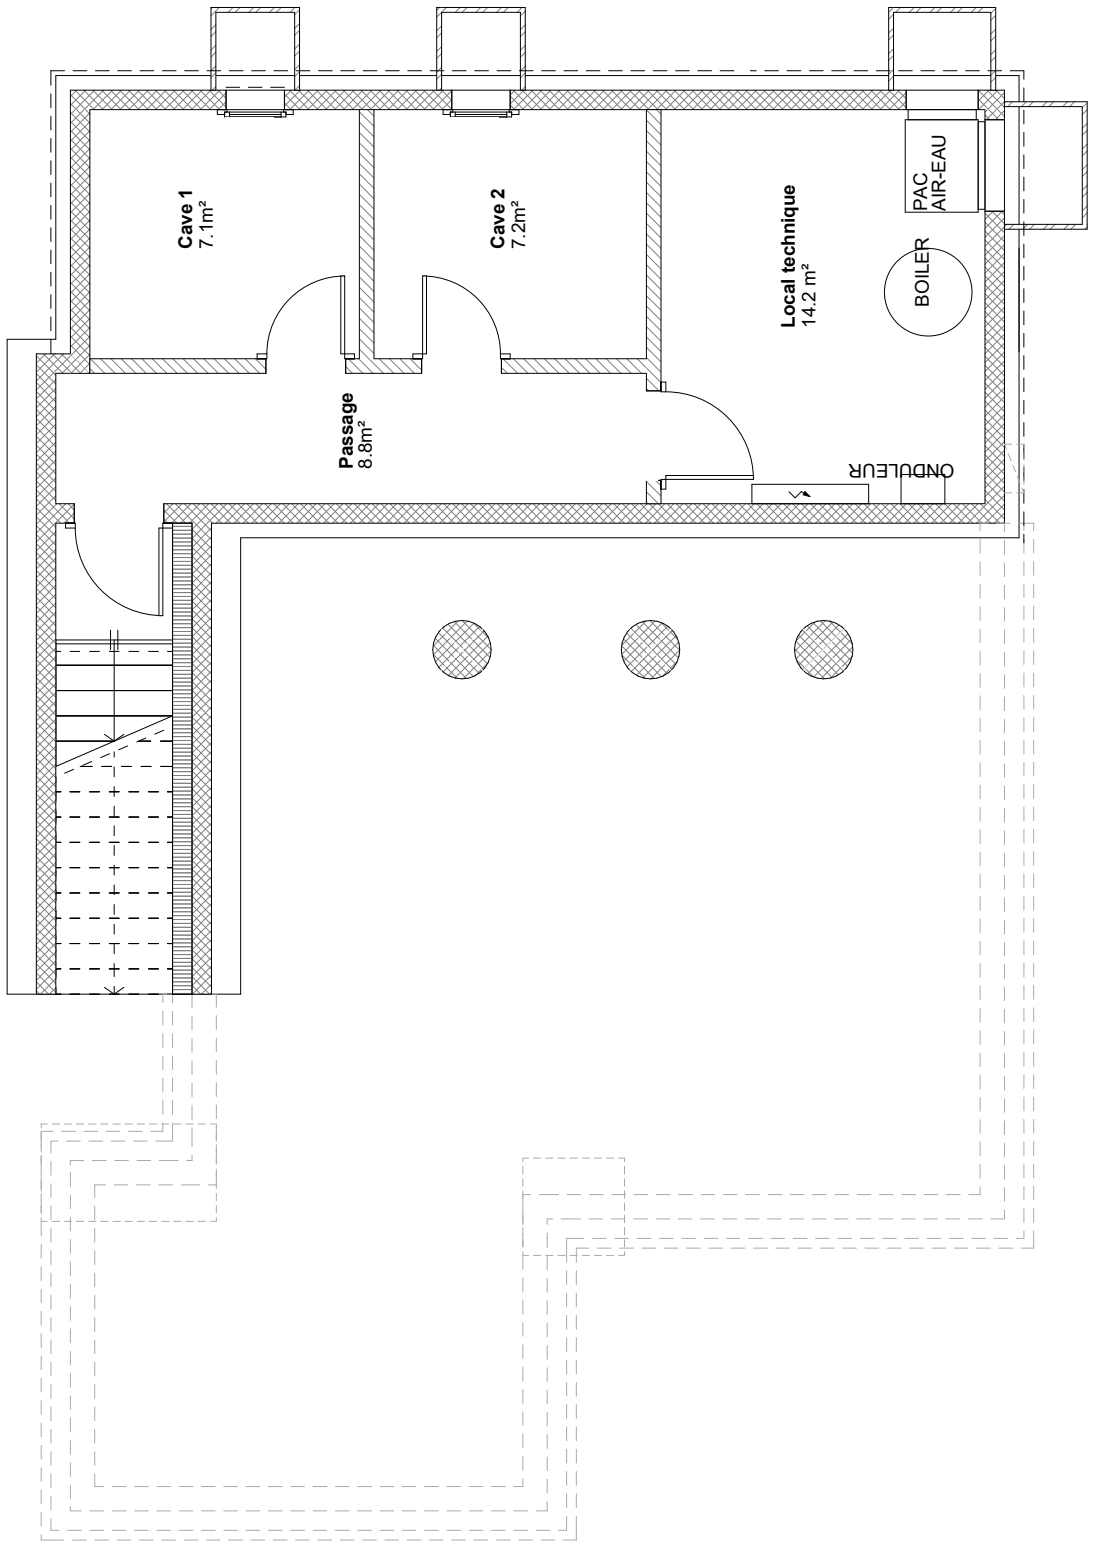 Cave 1
7.1m²
Cave 2
7.2m²
Local technique
14.2 m²
PAC
AIR-EAU
BOILER
Passage
8.8m²
ONDULEUR